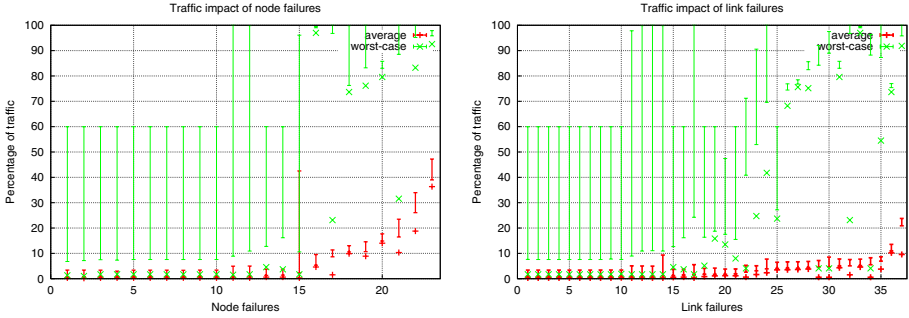 Traffic impact of node failures
average
worst-case
100
90
80
70
60
50
40
30
20
10
0
Percentage of traffic
0 5 10 15 20
Node failures
Traffic impact of link failures
average
worst-case
100
90
80
70
60
50
40
30
20
10
0
Percentage of traffic
0 5 10 15 20 25 30 35
Link failures